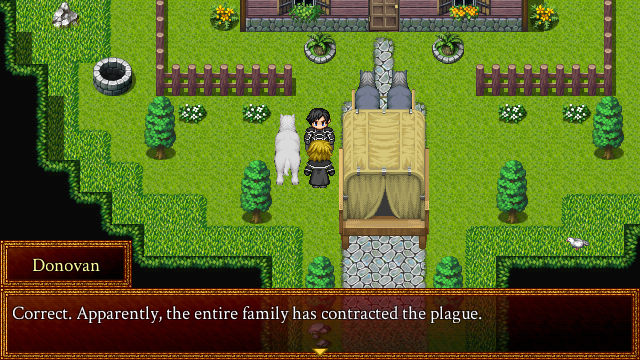 Donovan
Correct. Apparently, the entire family has contracted the plague.